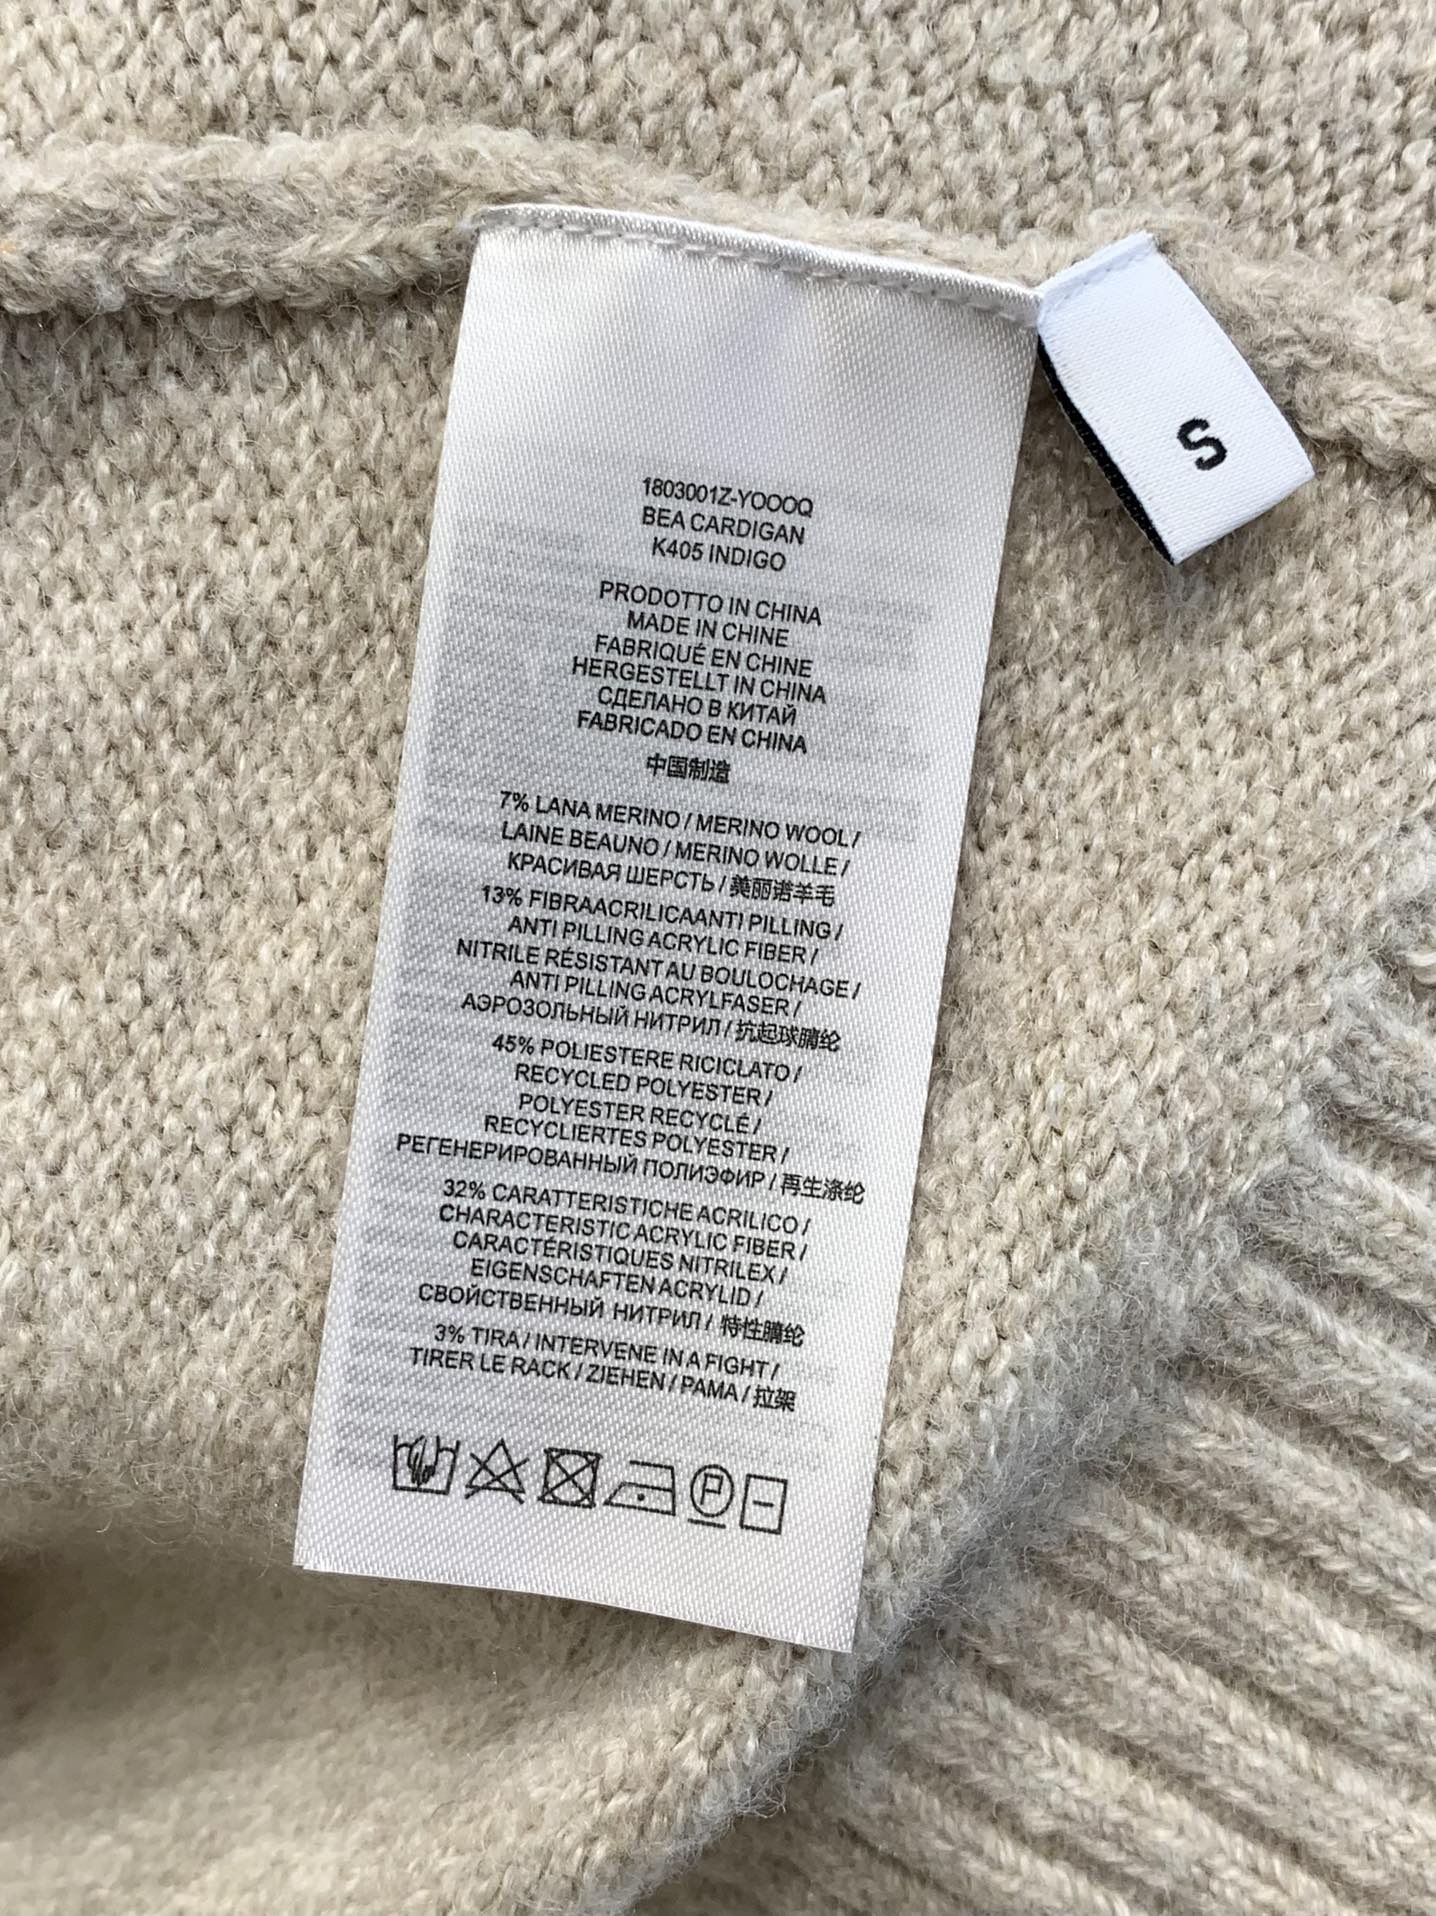 1803001Z-YOOOQ
BEA CARDIGAN
K405 INDIGO
PRODOTTO IN CHINA
MADE IN CHINE
FABRIQUÉ EN CHINE
HERGESTELLT IN CHINA
СДЕЛАНО В КИТАЙ
FABRICADO EN CHINA
中国制造
7% LANA MERINO / MERINO WOOL /
LAINE BEAUNO / MERINO WOLLE /
КРАСИВАЯ ШЕРСТЬ / 美丽诺羊毛
13% FIBRAACRILICAANTI PILLING /
ANTI PILLING ACRYLIC FIBER /
NITRILE RÉSISTANT AU BOULOCHAGE /
ANTI PILLING ACRYLFASER /
АЭРОЗОЛЬНЫЙ НИТРИЛ / 抗起球腈纶
45% POLIESTERE RICICLATO /
RECYCLED POLYESTER /
POLYESTER RECYCLÉ /
RECYCLIERTES POLYESTER /
РЕГЕНЕРИРОВАННЫЙ ПОЛИЭФИР / 再生涤纶
32% CARATTERISTICHE ACRILICO /
CHARACTERISTIC ACRYLIC FIBER /
CARACTÉRISTIQUES NITRILEX /
EIGENSCHAFTEN ACRYLID /
СВОЙСТВЕННЫЙ НИТРИЛ / 特性腈纶
3% TIRA / INTERVENE IN A FIGHT /
TIRER LE RACK / ZJEHEN / PAMA / 拉架
P
S